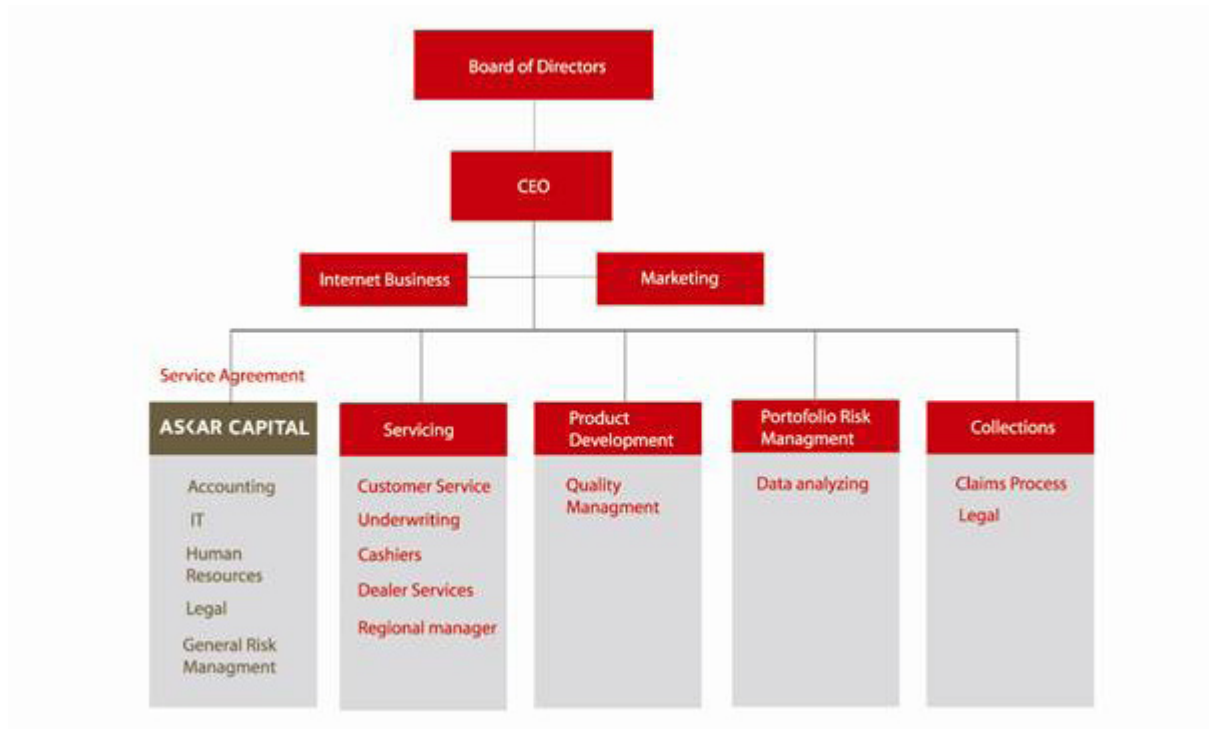 Board of Directors
CEO
Internet Business
Marketing
Service Agreement
ASKAR CAPITAL
Accounting
IT
Human
Resources
Legal
General Risk
Managment
Servicing
Customer Service
Underwriting
Cashiers
Dealer Services
Regional manager
Product
Development
Quality
Managment
Portofolio Risk
Managment
Data analyzing
Collections
Claims Process
Legal